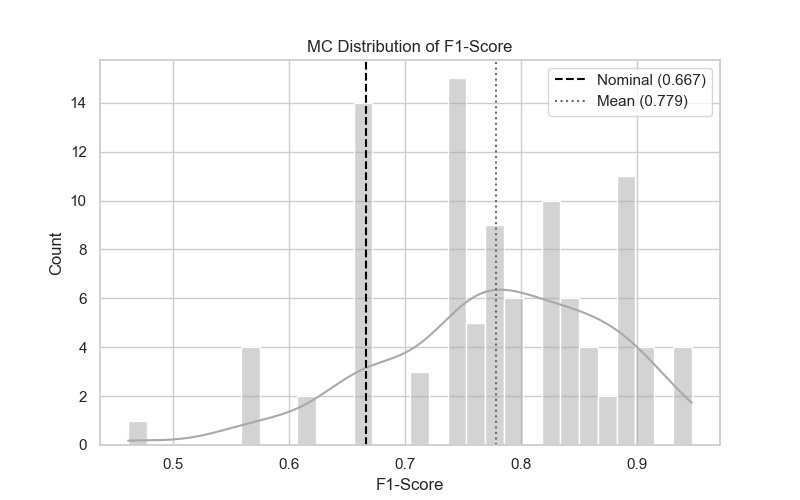 MC Distribution of F1-Score
Nominal (0.667)
Mean (0.779)
Count
14
12
10
8
6
4
2
0
0.5 0.6 0.7 0.8 0.9
F1-Score